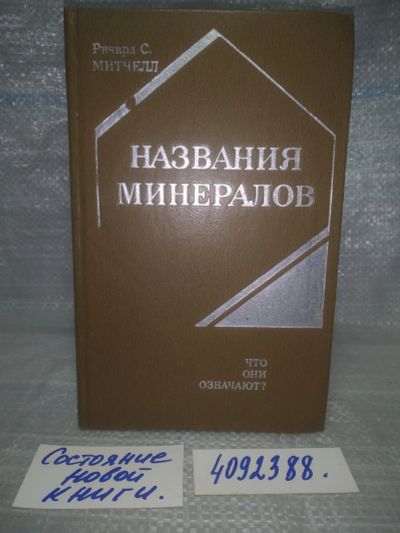 Ричард С.
МИТЧЕЛЛ
НАЗВАНИЯ
МИНЕРАЛОВ
ЧТО
ОНИ
ОЗНАЧАЮТ?
Состояние
новой
книги.
4092388.